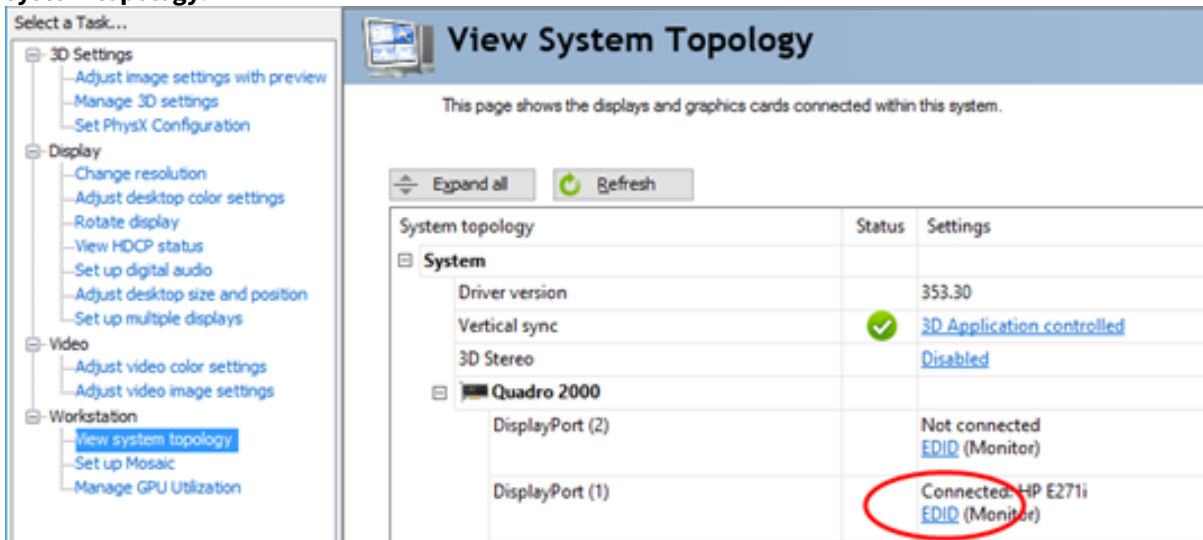 system topology.
Select a Task...
3D Settings
Adjust image settings with preview
Manage 3D settings
Set PhysX Configuration
Display
Change resolution
Adjust desktop color settings
Rotate display
View HDCP status
Set up digital audio
Adjust desktop size and position
Set up multiple displays
Video
Adjust video color settings
Adjust video image settings
Workstation
View system topology
Set up Mosaic
Manage GPU Utilization
View System Topology
This page shows the displays and graphics cards connected within this system.
Expand all Refresh
System topology Status Settings
System
Driver version 353.30
Vertical sync 3D Application controlled
3D Stereo Disabled
Quadro 2000
DisplayPort (2) Not connected
EDID (Monitor)
DisplayPort (1) Connected: HP E271i
EDID (Monitor)